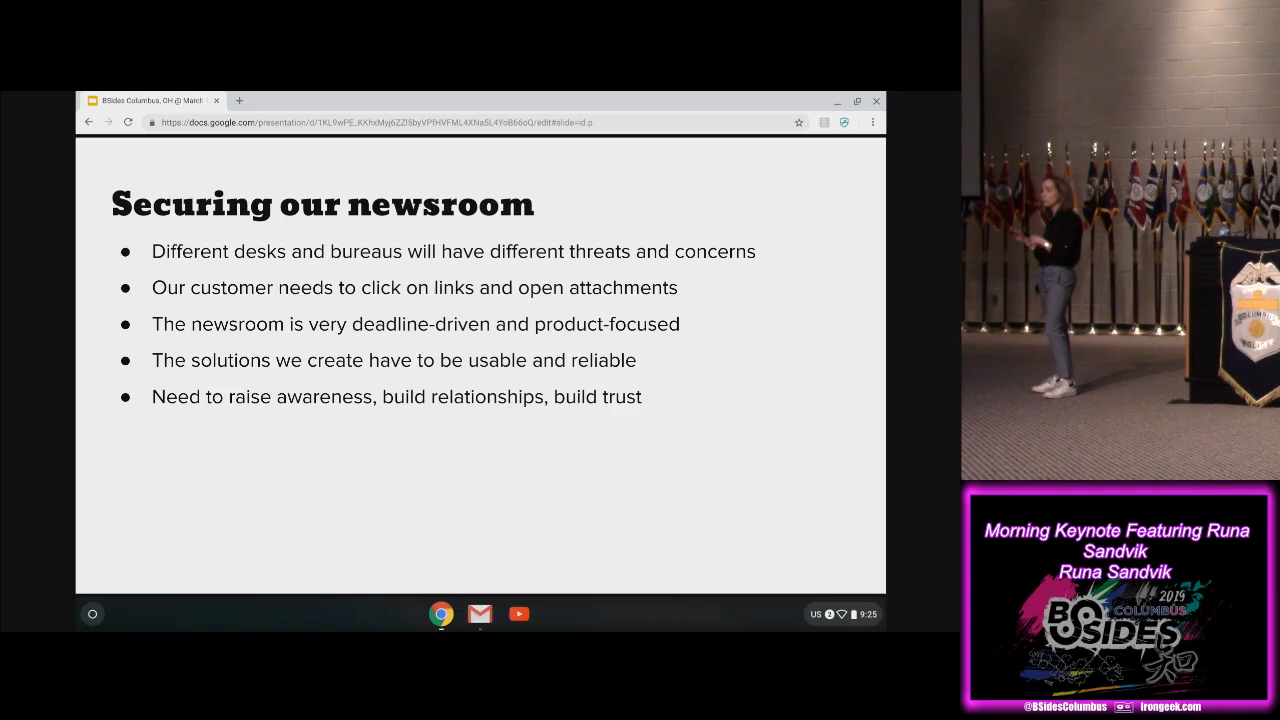 BSides Columbus, OH @ March
https://docs.google.com/presentation/d/1KL9wPE_KKhxMyj6ZZl5byVPfHVFML4XNa5L4YoB66oQ/edit#slide=id.p
Securing our newsroom
● Different desks and bureaus will have different threats and concerns
● Our customer needs to click on links and open attachments
● The newsroom is very deadline-driven and product-focused
● The solutions we create have to be usable and reliable
● Need to raise awareness, build relationships, build trust
US 2 9:25
COLUMBUS
POLICE
Morning Keynote Featuring Runa
Sandvik
Runa Sandvik
2019
COLUMBUS
BSIDES
知
@BSidesColumbus Irongeek.com